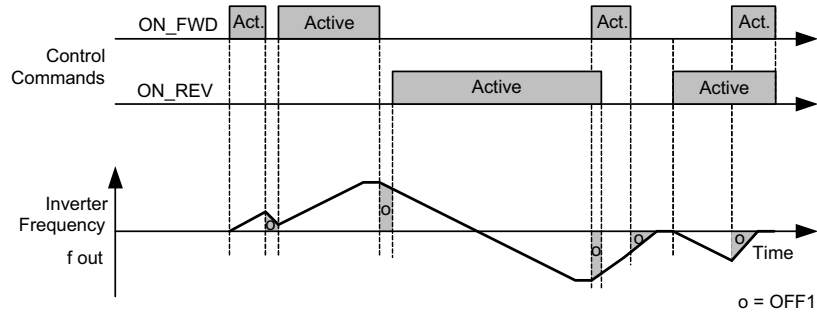 ON_FWD
Act.
Active
Act.
Act.
Control
Commands
ON_REV
Active
Active
Inverter
Frequency
f out
o
o
o
o
o
Time
o = OFF1